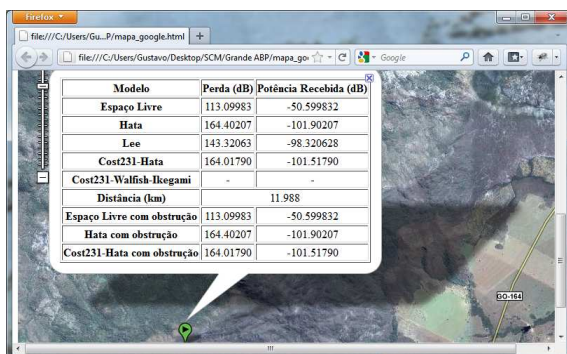 Firefox
file:///C:/Users/Gu...P/mapa_google.html
file:///C:/Users/Gustavo/Desktop/SCM/Grande ABP/mapa_goo
Google
Modelo Perda (dB) Potência Recebida (dB)
Espaço Livre 113.09983 -50.599832
Hata 164.40207 -101.90207
Lee 143.32063 -98.320628
Cost231-Hata 164.01790 -101.51790
Cost231-Walfish-Ikegami - -
Distância (km) 11.988
Espaço Livre com obstrução 113.09983 -50.599832
Hata com obstrução 164.40207 -101.90207
Cost231-Hata com obstrução 164.01790 -101.51790
GO-164